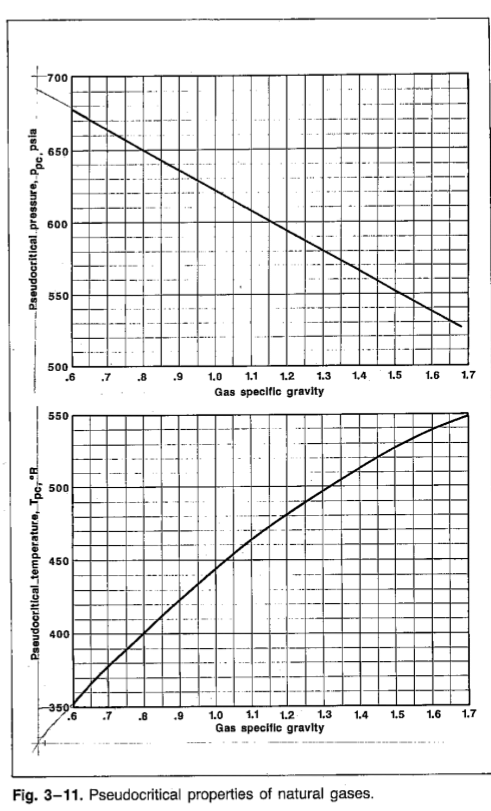 700
650
600
550
500
Pseudocritical pressure, ppc, psia
.6 .7 .8 .9 1.0 1.1 1.2 1.3 1.4 1.5 1.6 1.7
Gas specific gravity
550
500
450
400
350
Pseudocritical temperature, Tpc, °R
.6 .7 .8 .9 1.0 1.1 1.2 1.3 1.4 1.5 1.6 1.7
Gas specific gravity
Fig. 3–11. Pseudocritical properties of natural gases.